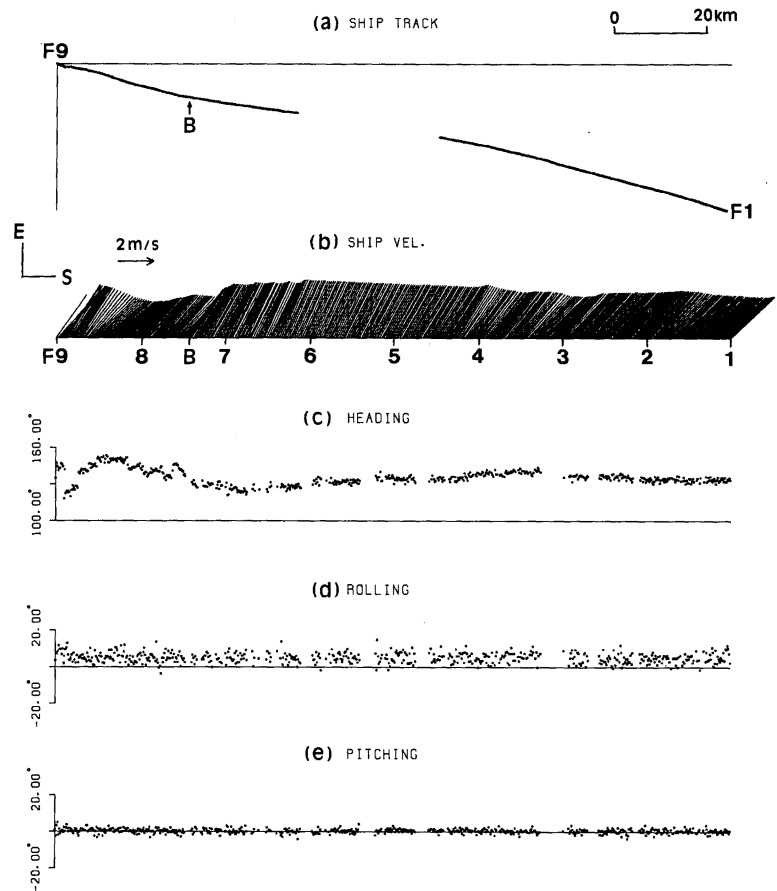 (a) SHIP TRACK
0 20km
F9
B
F1
E
S
2m/s
(b) SHIP VEL.
F9 8 B 7 6 5 4 3 2 1
(c) HEADING
160.00°
100.00°
(d) ROLLING
20.00°
-20.00°
(e) PITCHING
20.00°
-20.00°